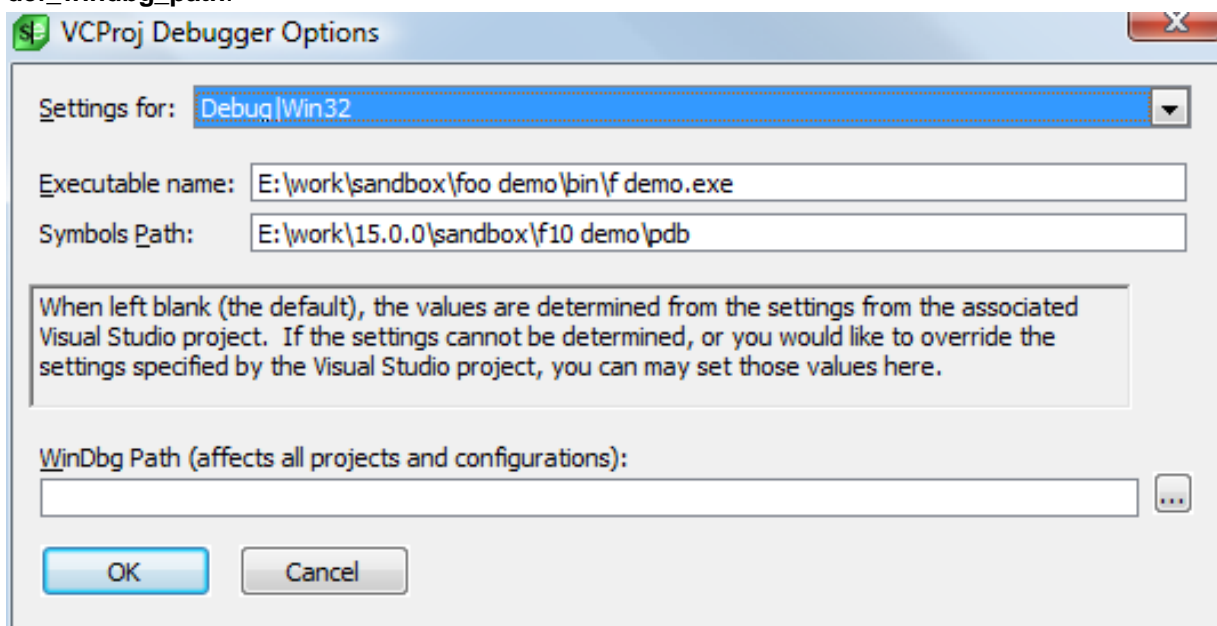 VCProj Debugger Options
Settings for: Debug|Win32
Executable name: E:\work\sandbox\foo demo\bin\f demo.exe
Symbols Path: E:\work\15.0.0\sandbox\f10 demo\pdb
When left blank (the default), the values are determined from the settings from the associated
Visual Studio project.  If the settings cannot be determined, or you would like to override the
settings specified by the Visual Studio project, you can may set those values here.
WinDbg Path (affects all projects and configurations):
...
OK Cancel